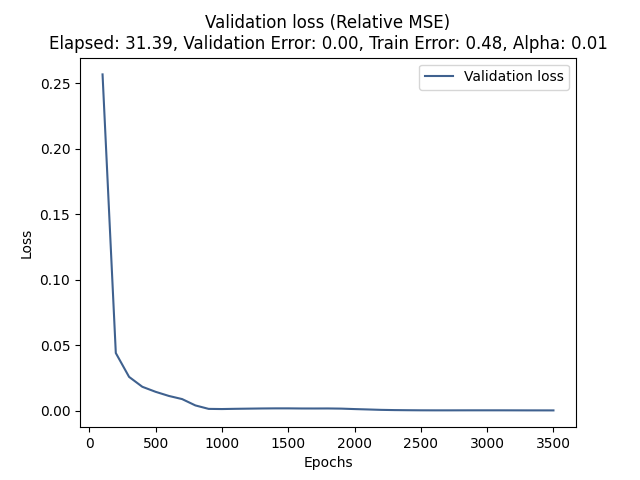 Validation loss (Relative MSE)
Elapsed: 31.39, Validation Error: 0.00, Train Error: 0.48, Alpha: 0.01
Validation loss
0.25
0.20
0.15
0.10
0.05
0.00
Loss
0
500
1000
1500
2000
2500
3000
3500
Epochs